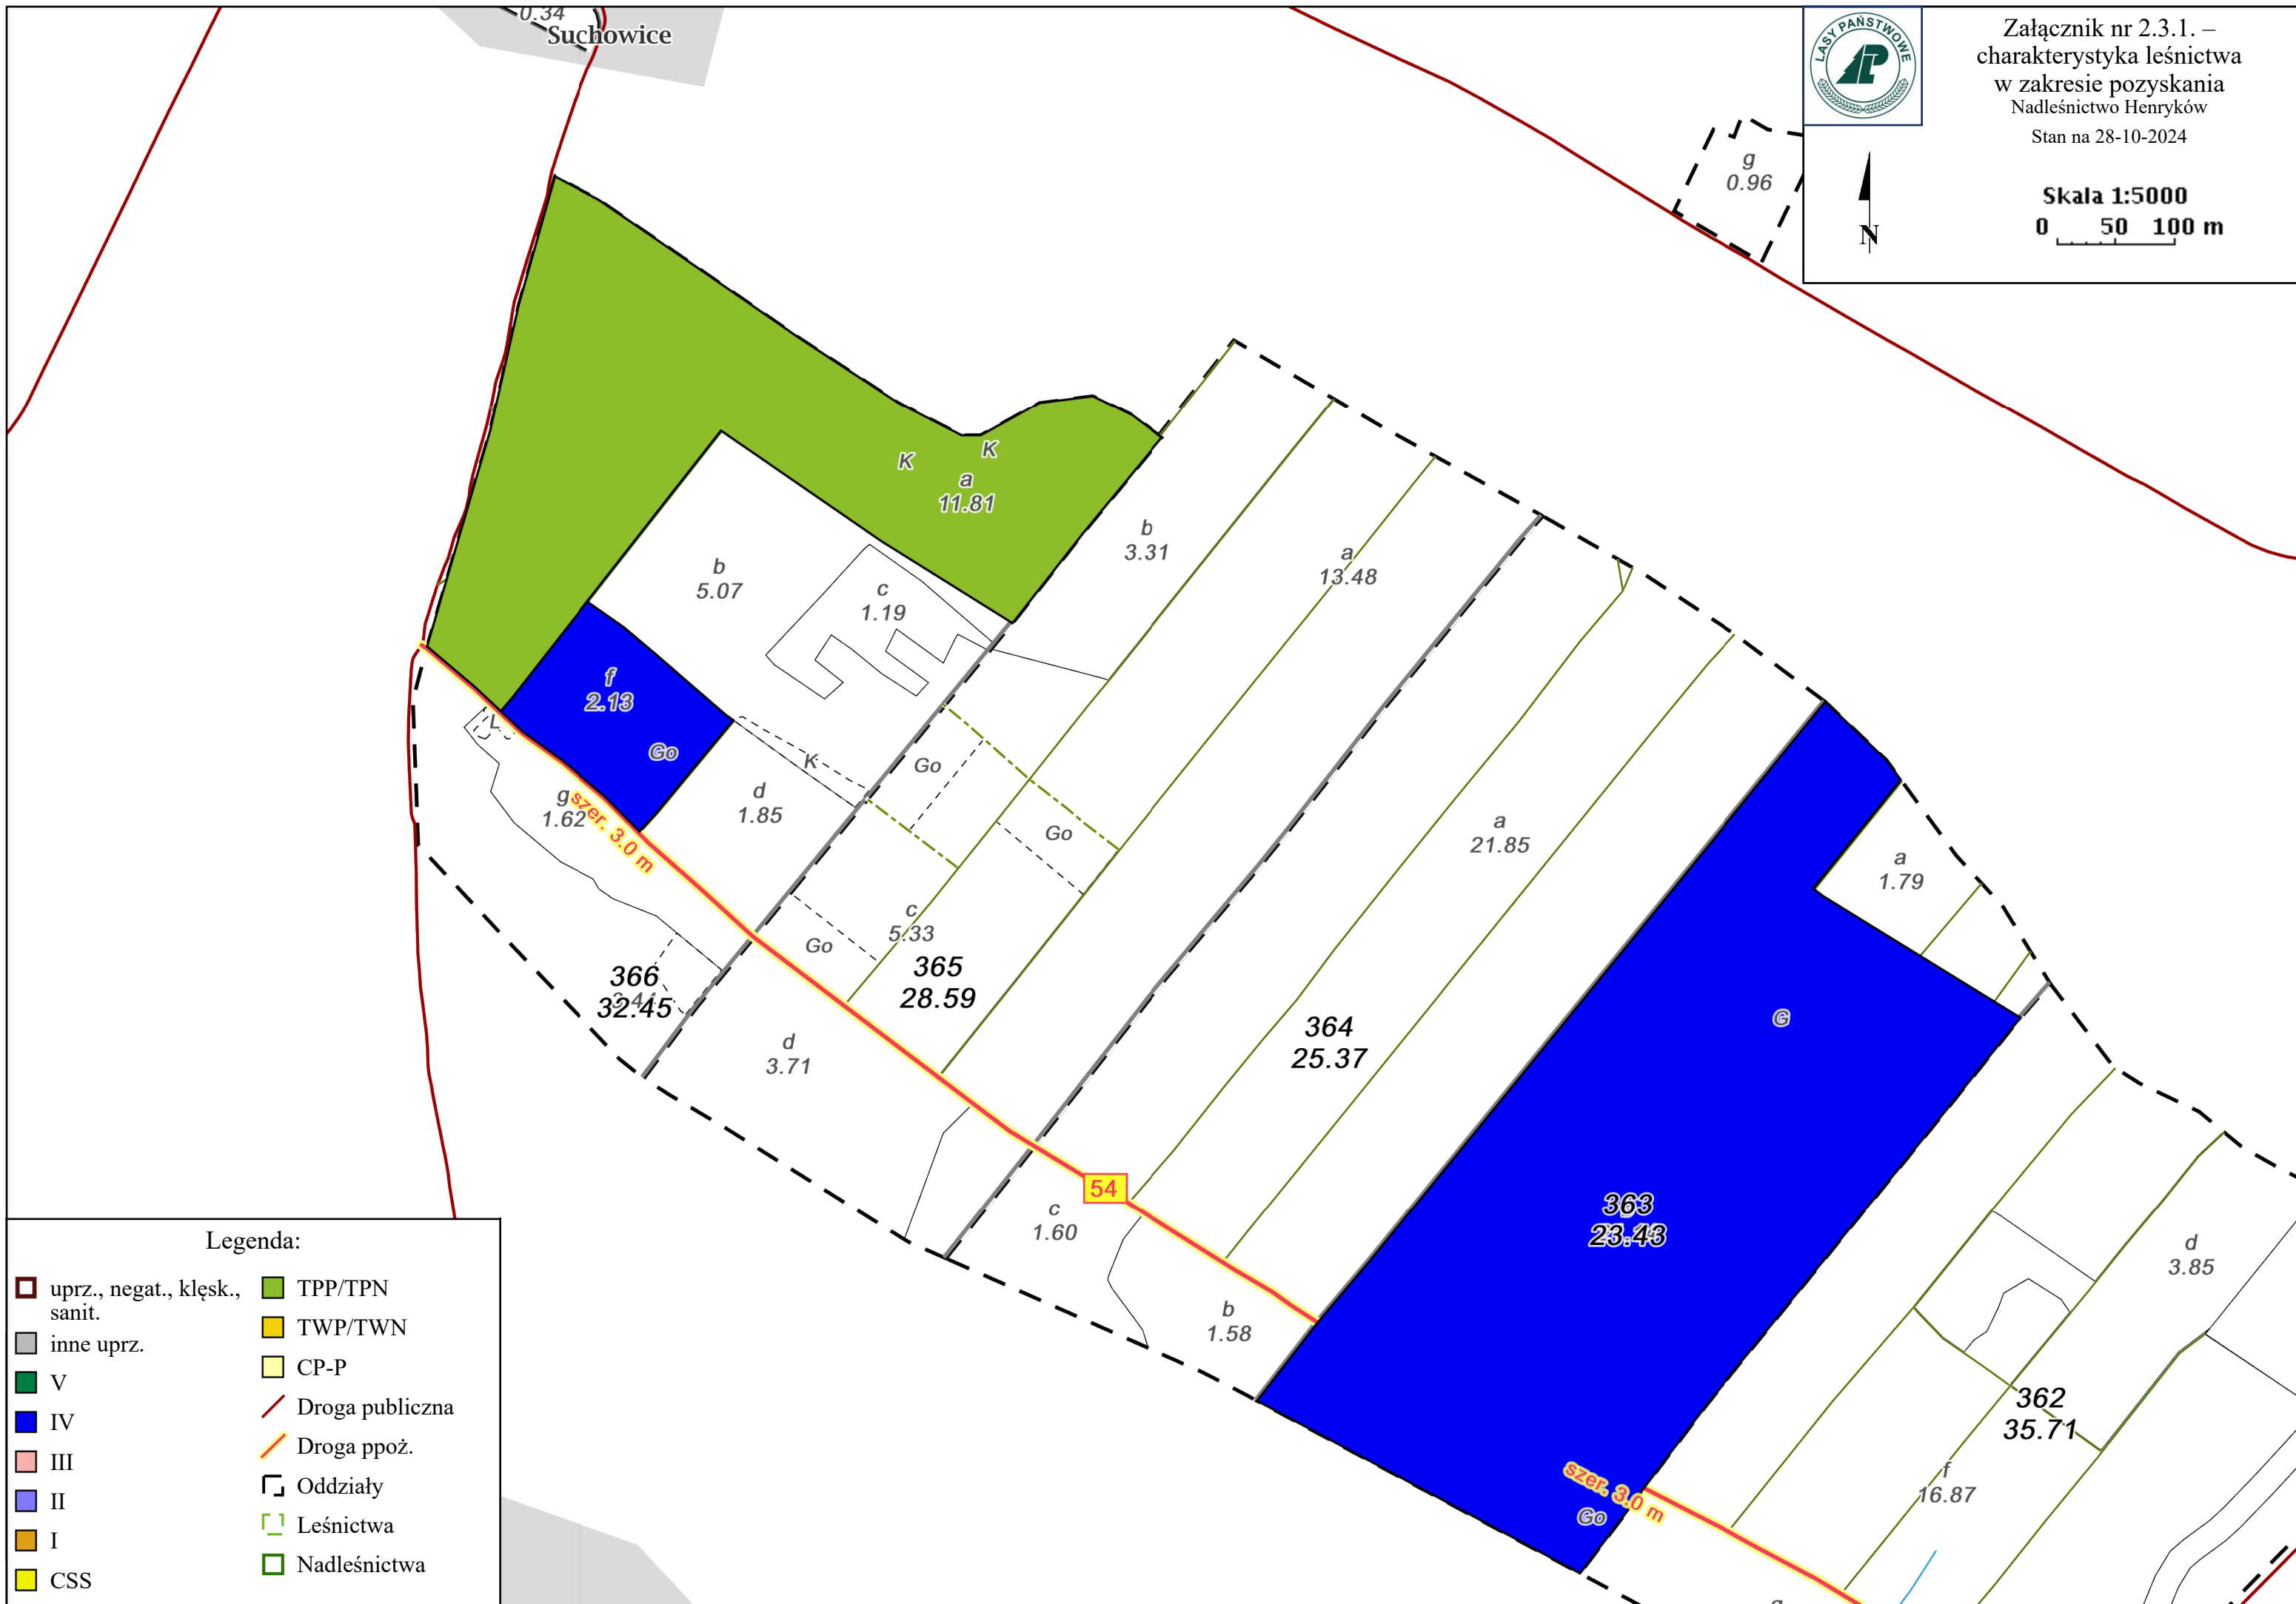 0.34
Suchowice
LASY PAŃSTWOWE
LP
Załącznik nr 2.3.1. –
charakterystyka leśnictwa
w zakresie pozyskania
Nadleśnictwo Henryków
Stan na 28-10-2024
N
Skala 1:5000
0 50 100 m
g
0.96
K
K
a
11.81
b
3.31
a
13.48
b
5.07
c
1.19
f
2.13
Go
L
g
1.62
szer. 3.0 m
K
d
1.85
Go
Go
a
21.85
a
1.79
c
5.33
Go
365
28.59
366
32.45
d
3.71
364
25.37
G
54
c
1.60
b
1.58
363
23.43
d
3.85
362
35.71
f
16.87
szer. 3.0 m
Go
Legenda:
uprz., negat., klęsk.,
sanit.
inne uprz.
V
IV
III
II
I
CSS
TPP/TPN
TWP/TWN
CP-P
Droga publiczna
Droga ppoż.
Oddziały
Leśnictwa
Nadleśnictwa